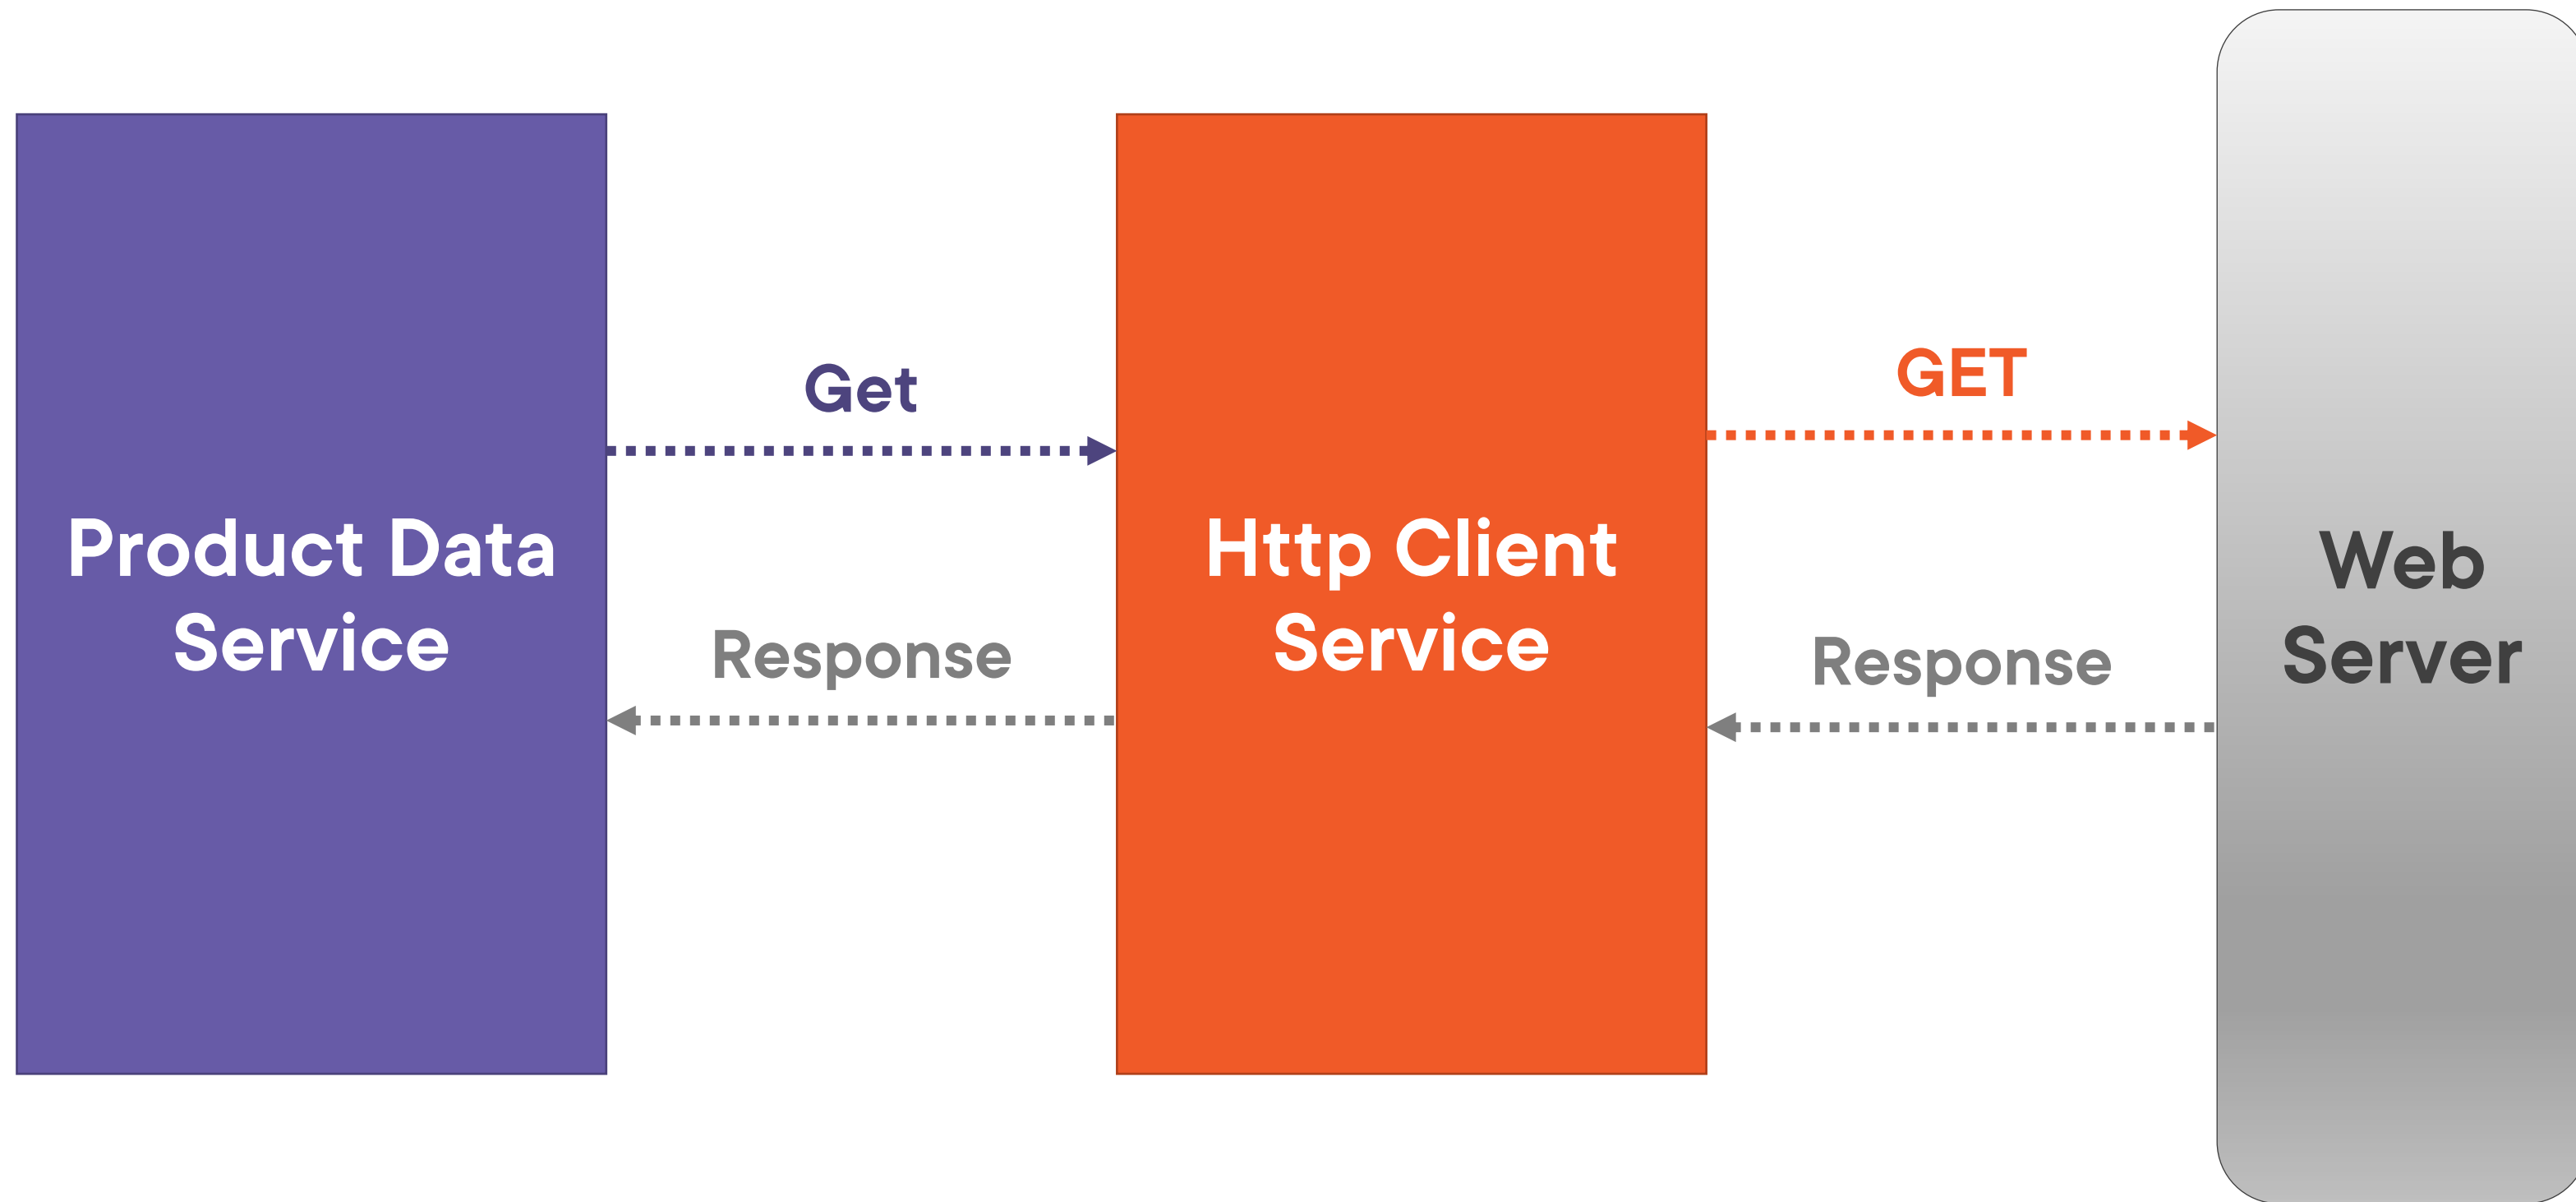 Product Data
Service
Get
Response
Http Client
Service
GET
Response
Web
Server